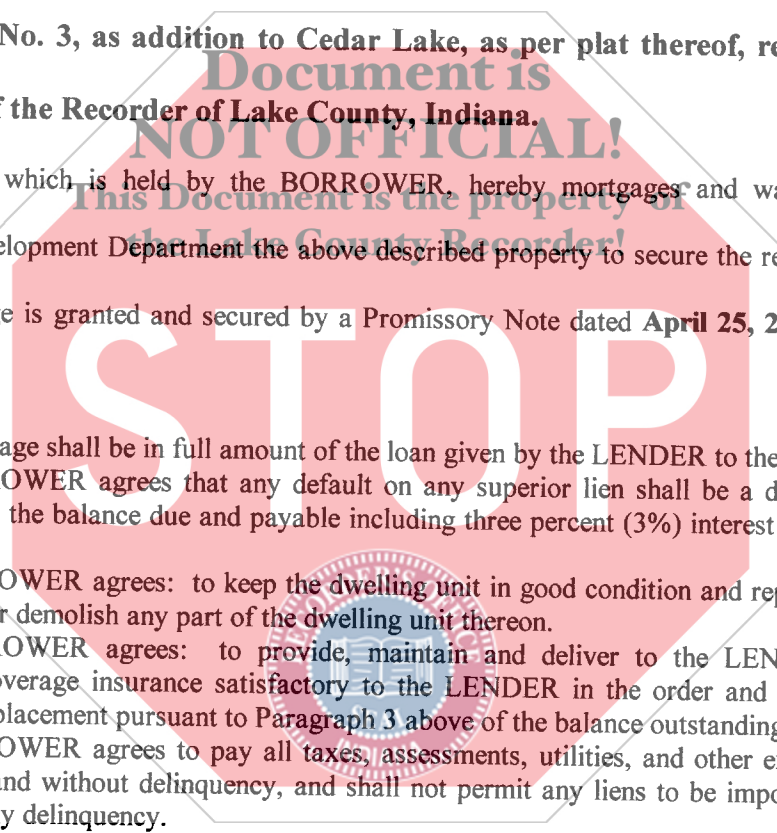 No. 3, as addition to Cedar Lake, as per plat thereof, re
Document is
f the Recorder of Lake County, Indiana.
NOT OFFICIAL!
which is held by the BORROWER, hereby mortgages and wa
This Document is the property of
the Lake County Recorder!
elopment Department the above described property to secure the re
e is granted and secured by a Promissory Note dated April 25, 2
STOP
age shall be in full amount of the loan given by the LENDER to the
OWER agrees that any default on any superior lien shall be a d
the balance due and payable including three percent (3%) interest
OWER agrees: to keep the dwelling unit in good condition and rep
r demolish any part of the dwelling unit thereon.
ROWER agrees: to provide, maintain and deliver to the LEN
overage insurance satisfactory to the LENDER in the order and
placement pursuant to Paragraph 3 above of the balance outstanding
OWER agrees to pay all taxes, assessments, utilities, and other e
and without delinquency, and shall not permit any liens to be impo
y delinquency.